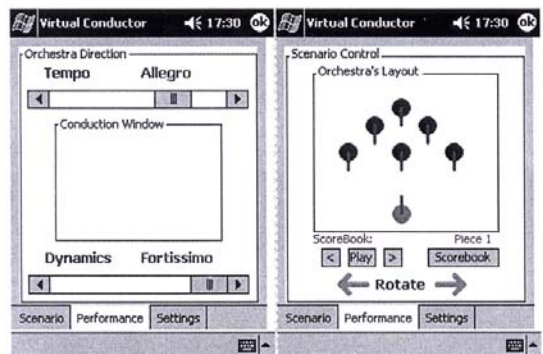 Virtual Conductor 17:30 ok
Orchestra Direction
Tempo Allegro
Conduction Window
Dynamics Fortissimo
Scenario Performance Settings
Virtual Conductor 17:30 ok
Scenario Control
Orchestra's Layout
ScoreBook: Piece 1
< Play > Scorebook
Rotate
Scenario Performance Settings